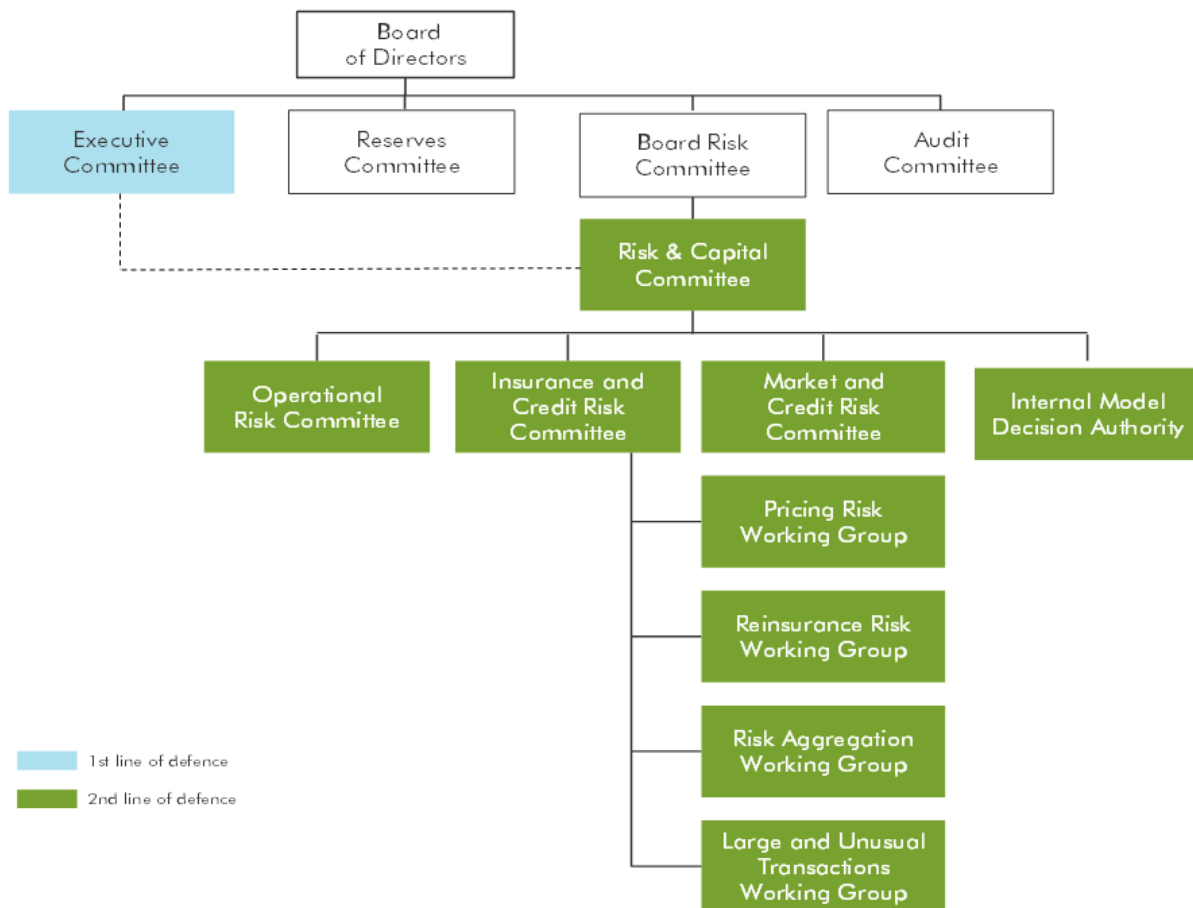 Board
of Directors
Executive
Committee
Reserves
Committee
Board Risk
Committee
Audit
Committee
Risk & Capital
Committee
Operational
Risk Committee
Insurance and
Credit Risk
Committee
Market and
Credit Risk
Committee
Internal Model
Decision Authority
Pricing Risk
Working Group
Reinsurance Risk
Working Group
Risk Aggregation
Working Group
Large and Unusual
Transactions
Working Group
1st line of defence
2nd line of defence